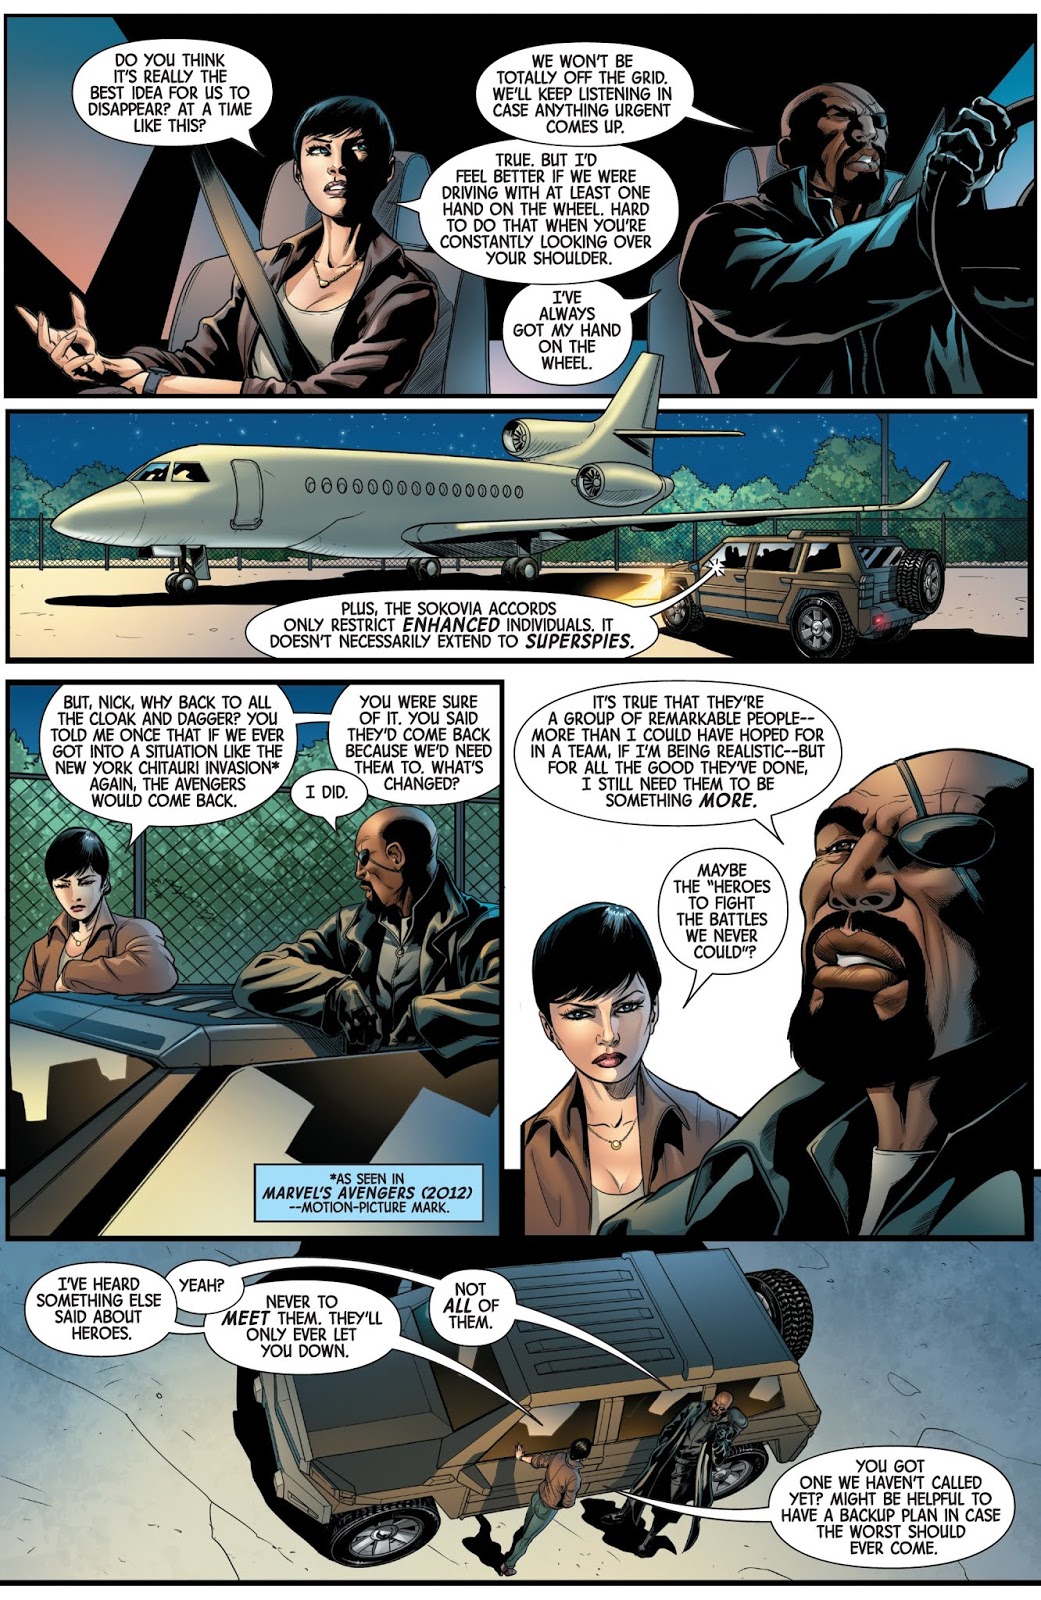 DO YOU THINK
IT'S REALLY THE
BEST IDEA FOR US TO
DISAPPEAR? AT A TIME
LIKE THIS?
WE WON'T BE
TOTALLY OFF THE GRID.
WE'LL KEEP LISTENING IN
CASE ANYTHING URGENT
COMES UP.
TRUE. BUT I'D
FEEL BETTER IF WE WERE
DRIVING WITH AT LEAST ONE
HAND ON THE WHEEL. HARD
TO DO THAT WHEN YOU'RE
CONSTANTLY LOOKING OVER
YOUR SHOULDER.
I'VE
ALWAYS
GOT MY HAND
ON THE
WHEEL.
PLUS, THE SOKOVIA ACCORDS
ONLY RESTRICT ENHANCED INDIVIDUALS. IT
DOESN'T NECESSARILY EXTEND TO SUPERSPIES.
BUT, NICK, WHY BACK TO ALL
THE CLOAK AND DAGGER? YOU
TOLD ME ONCE THAT IF WE EVER
GOT INTO A SITUATION LIKE THE
NEW YORK CHITAURI INVASION*
AGAIN, THE AVENGERS
WOULD COME BACK.
I DID.
YOU WERE SURE
OF IT. YOU SAID
THEY'D COME BACK
BECAUSE WE'D NEED
THEM TO. WHAT'S
CHANGED?
*AS SEEN IN
MARVEL'S AVENGERS (2012)
--MOTION-PICTURE MARK.
IT'S TRUE THAT THEY'RE
A GROUP OF REMARKABLE PEOPLE--
MORE THAN I COULD HAVE HOPED FOR
IN A TEAM, IF I'M BEING REALISTIC--BUT
FOR ALL THE GOOD THEY'VE DONE,
I STILL NEED THEM TO BE
SOMETHING MORE.
MAYBE
THE "HEROES
TO FIGHT
THE BATTLES
WE NEVER
COULD"?
I'VE HEARD
SOMETHING ELSE
SAID ABOUT
HEROES.
YEAH?
NEVER TO
MEET THEM. THEY'LL
ONLY EVER LET
YOU DOWN.
NOT
ALL OF
THEM.
YOU GOT
ONE WE HAVEN'T CALLED
YET? MIGHT BE HELPFUL TO
HAVE A BACKUP PLAN IN CASE
THE WORST SHOULD
EVER COME.